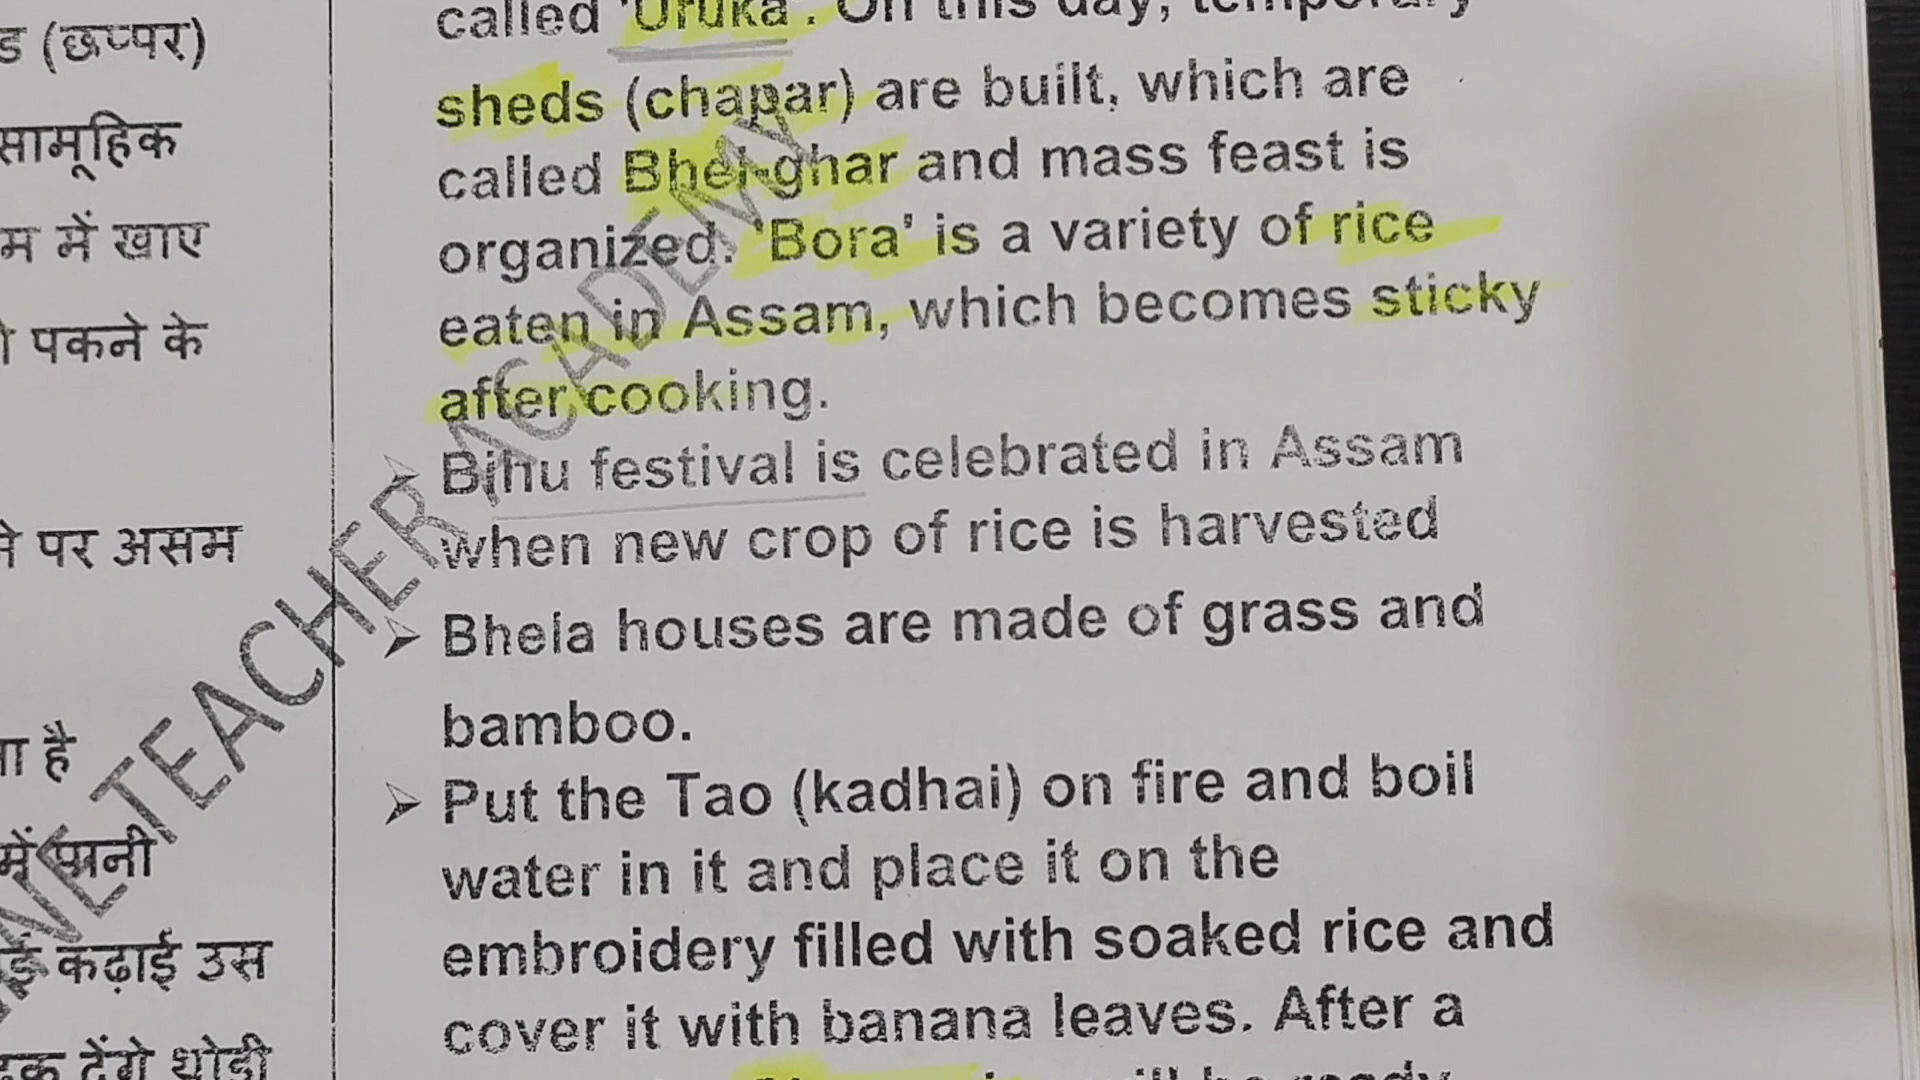 ड (छप्पर)
सामूहिक
म में खाए
पकने के
पर असम
है
में पानी
कढ़ाई उस
देंगे थोड़ी
called 'Uruka'. On this day, temporary
sheds (chapar) are built, which are
called Bhel-ghar and mass feast is
organized. 'Bora' is a variety of rice
eaten in Assam, which becomes sticky
after cooking.
➢ Bihu festival is celebrated in Assam
when new crop of rice is harvested
➢ Bhela houses are made of grass and
bamboo.
➢ Put the Tao (kadhai) on fire and boil
water in it and place it on the
embroidery filled with soaked rice and
cover it with banana leaves. After a
will be ready
TEACHER ACADEMY